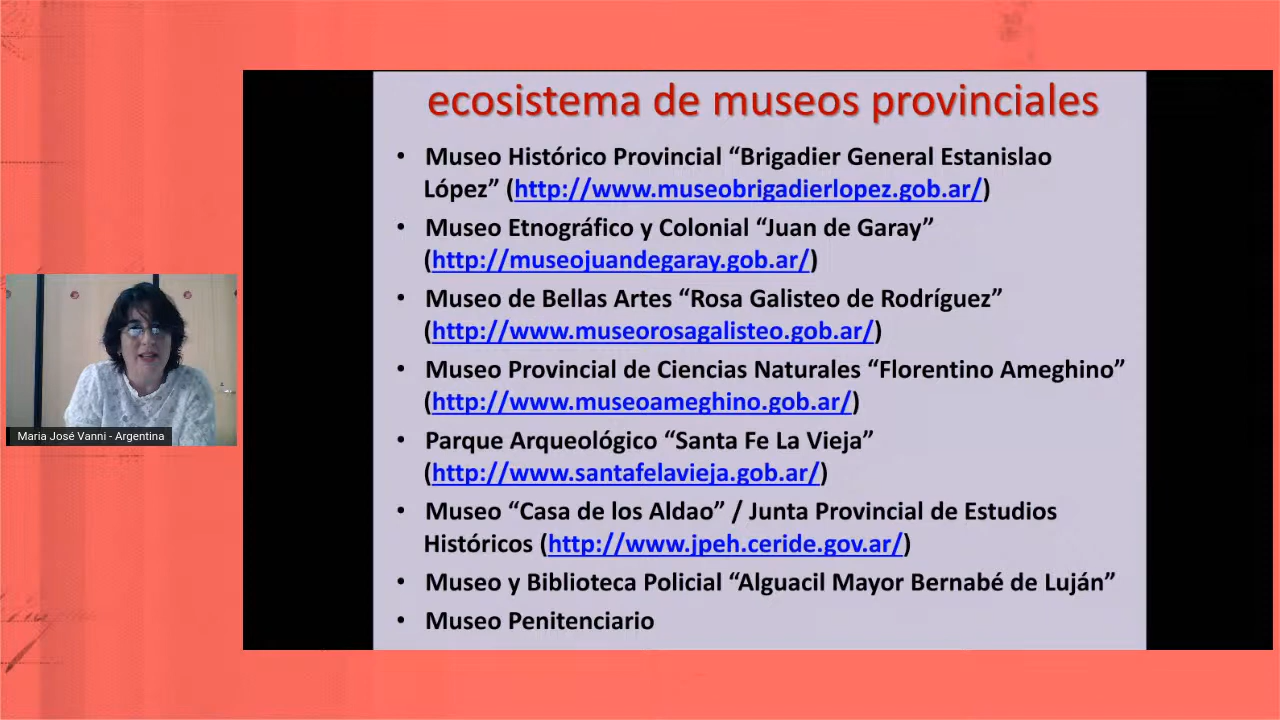 ecosistema de museos provinciales
• Museo Histórico Provincial “Brigadier General Estanislao
López” (http://www.museobrigadierlopez.gob.ar/)
• Museo Etnográfico y Colonial “Juan de Garay”
(http://museojuandegaray.gob.ar/)
• Museo de Bellas Artes “Rosa Galisteo de Rodríguez”
(http://www.museorosagalisteo.gob.ar/)
• Museo Provincial de Ciencias Naturales “Florentino Ameghino”
(http://www.museoameghino.gob.ar/)
• Parque Arqueológico “Santa Fe La Vieja”
(http://www.santafelavieja.gob.ar/)
• Museo “Casa de los Aldao” / Junta Provincial de Estudios
Históricos (http://www.jpeh.ceride.gov.ar/)
• Museo y Biblioteca Policial “Alguacil Mayor Bernabé de Luján”
• Museo Penitenciario
Maria José Vanni - Argentina